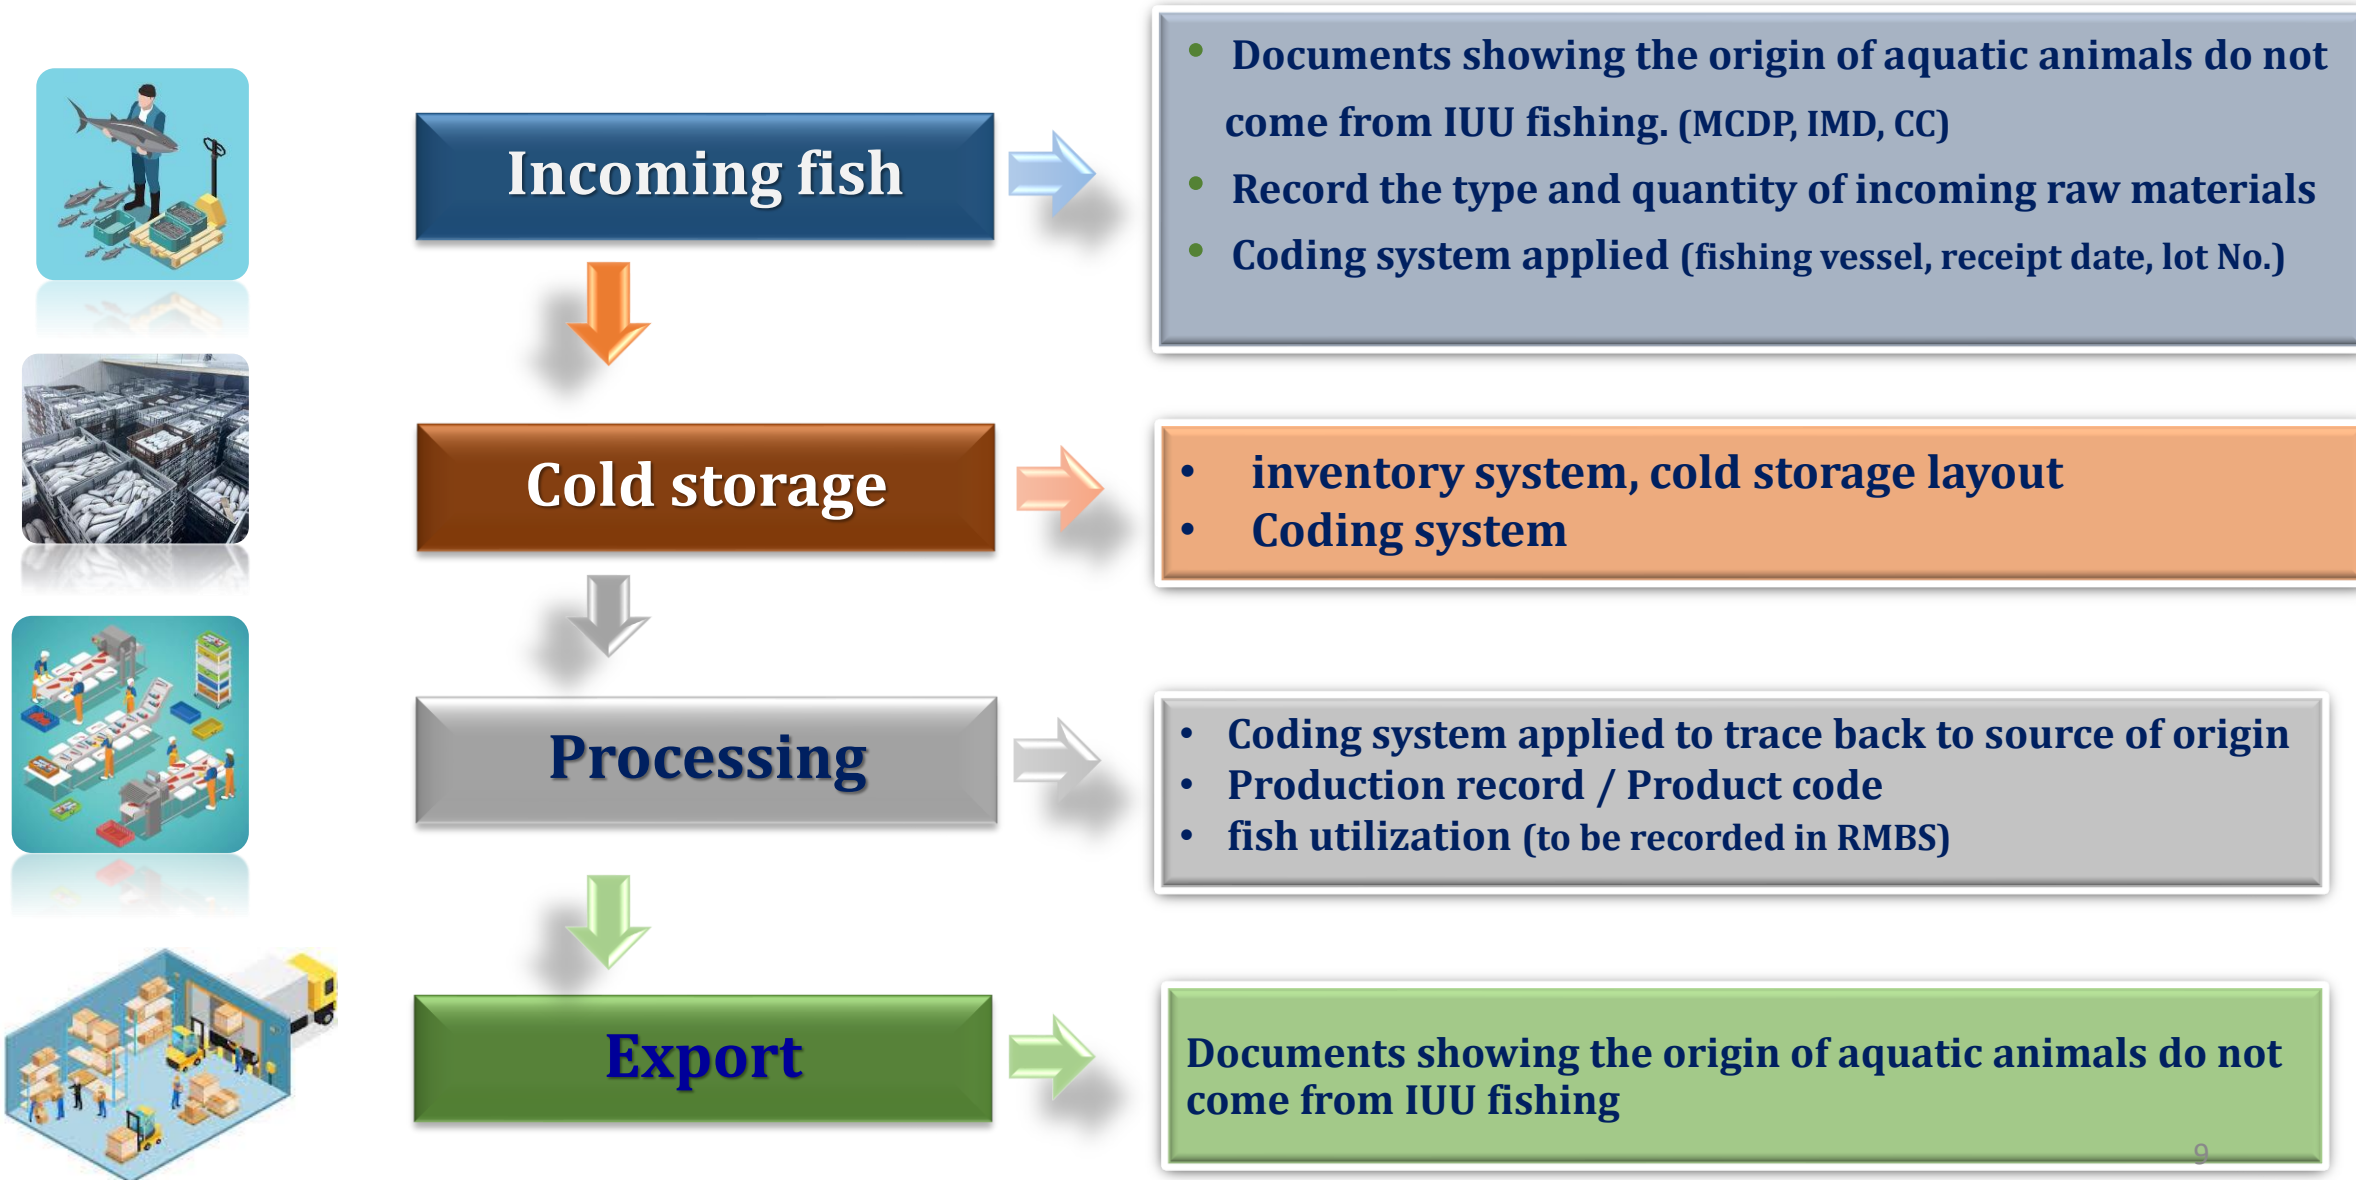 Incoming fish
• Documents showing the origin of aquatic animals do not
come from IUU fishing. (MCDP, IMD, CC)
• Record the type and quantity of incoming raw materials
• Coding system applied (fishing vessel, receipt date, lot No.)
Cold storage
• inventory system, cold storage layout
• Coding system
Processing
• Coding system applied to trace back to source of origin
• Production record / Product code
• fish utilization (to be recorded in RMBS)
Export
Documents showing the origin of aquatic animals do not
come from IUU fishing
9